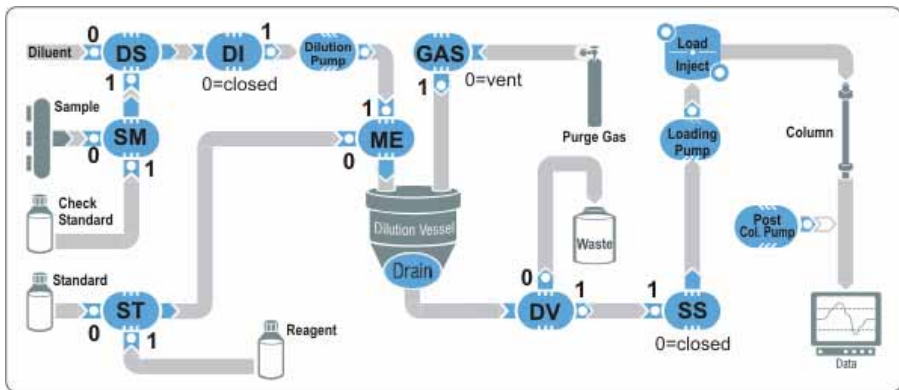 0
1
Diluent
DS
DI
Dilution
Pump
GAS
1
0=closed
1
0=vent
Load
Inject
Sample
SM
0
1
1
ME
0
Purge Gas
Loading
Pump
Column
Check
Standard
Dilution Vessel
Waste
Post
Col. Pump
Drain
Standard
ST
0
1
Reagent
0
DV
1
1
SS
0=closed
Data